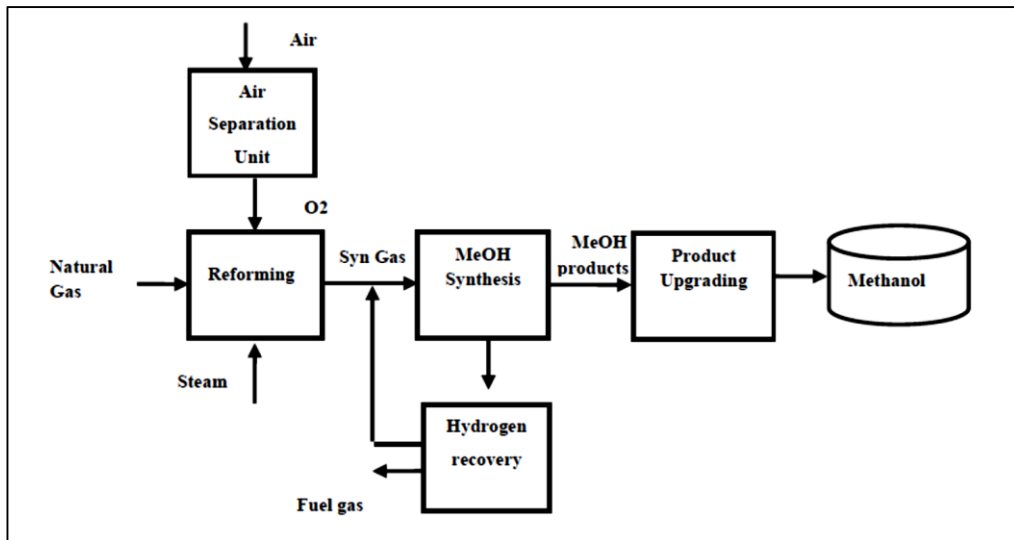 Air
Air
Separation
Unit
O2
Natural
Gas
Reforming
Syn Gas
MeOH
Synthesis
MeOH
products
Product
Upgrading
Methanol
Steam
Hydrogen
recovery
Fuel gas